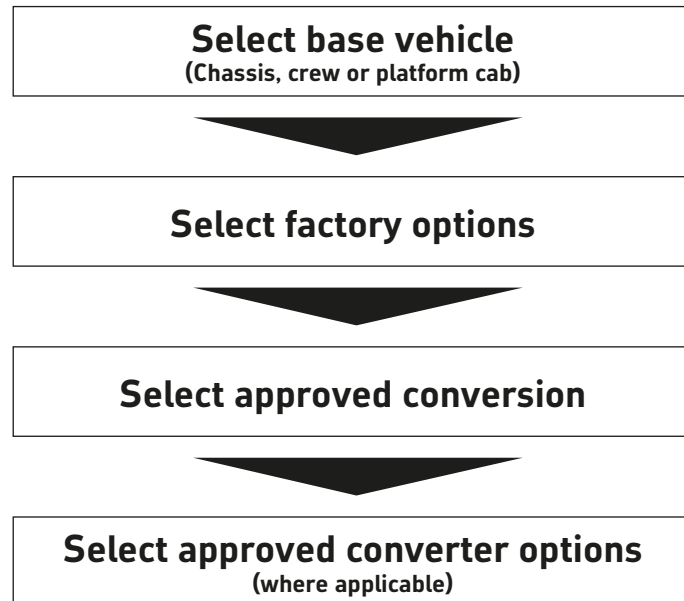 Select base vehicle
(Chassis, crew or platform cab)
Select factory options
Select approved conversion
Select approved converter options
(where applicable)